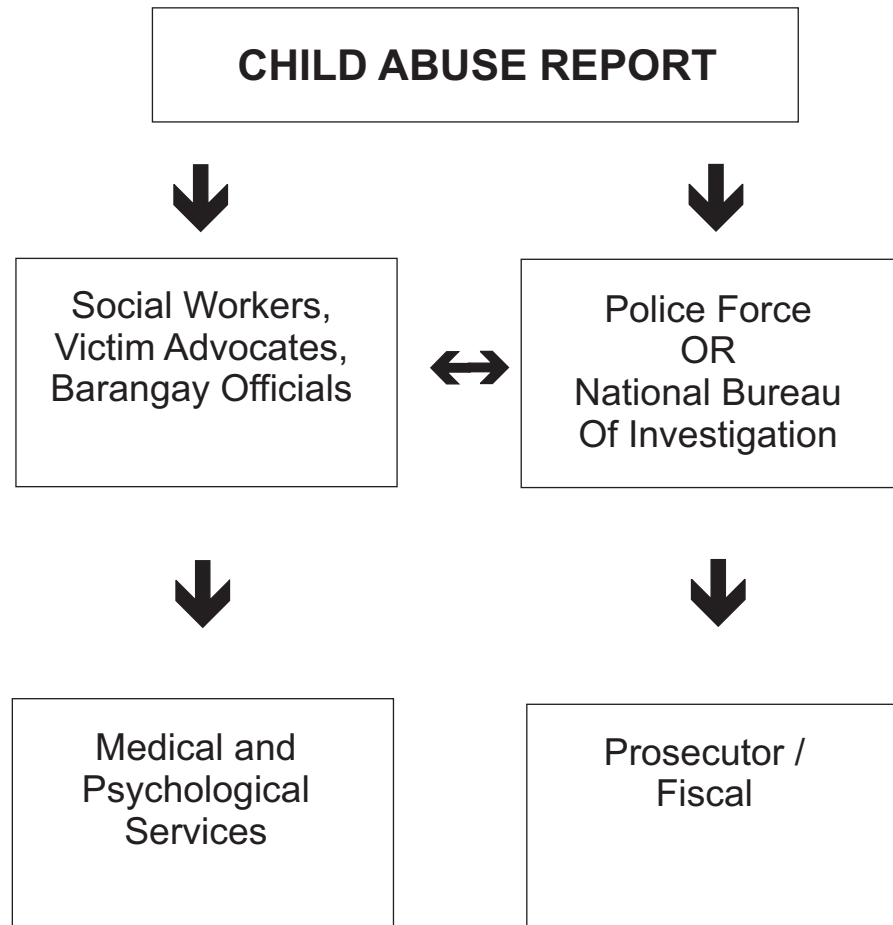 CHILD ABUSE REPORT
Social Workers,
Victim Advocates,
Barangay Officials
Police Force
OR
National Bureau
Of Investigation
Medical and
Psychological
Services
Prosecutor /
Fiscal